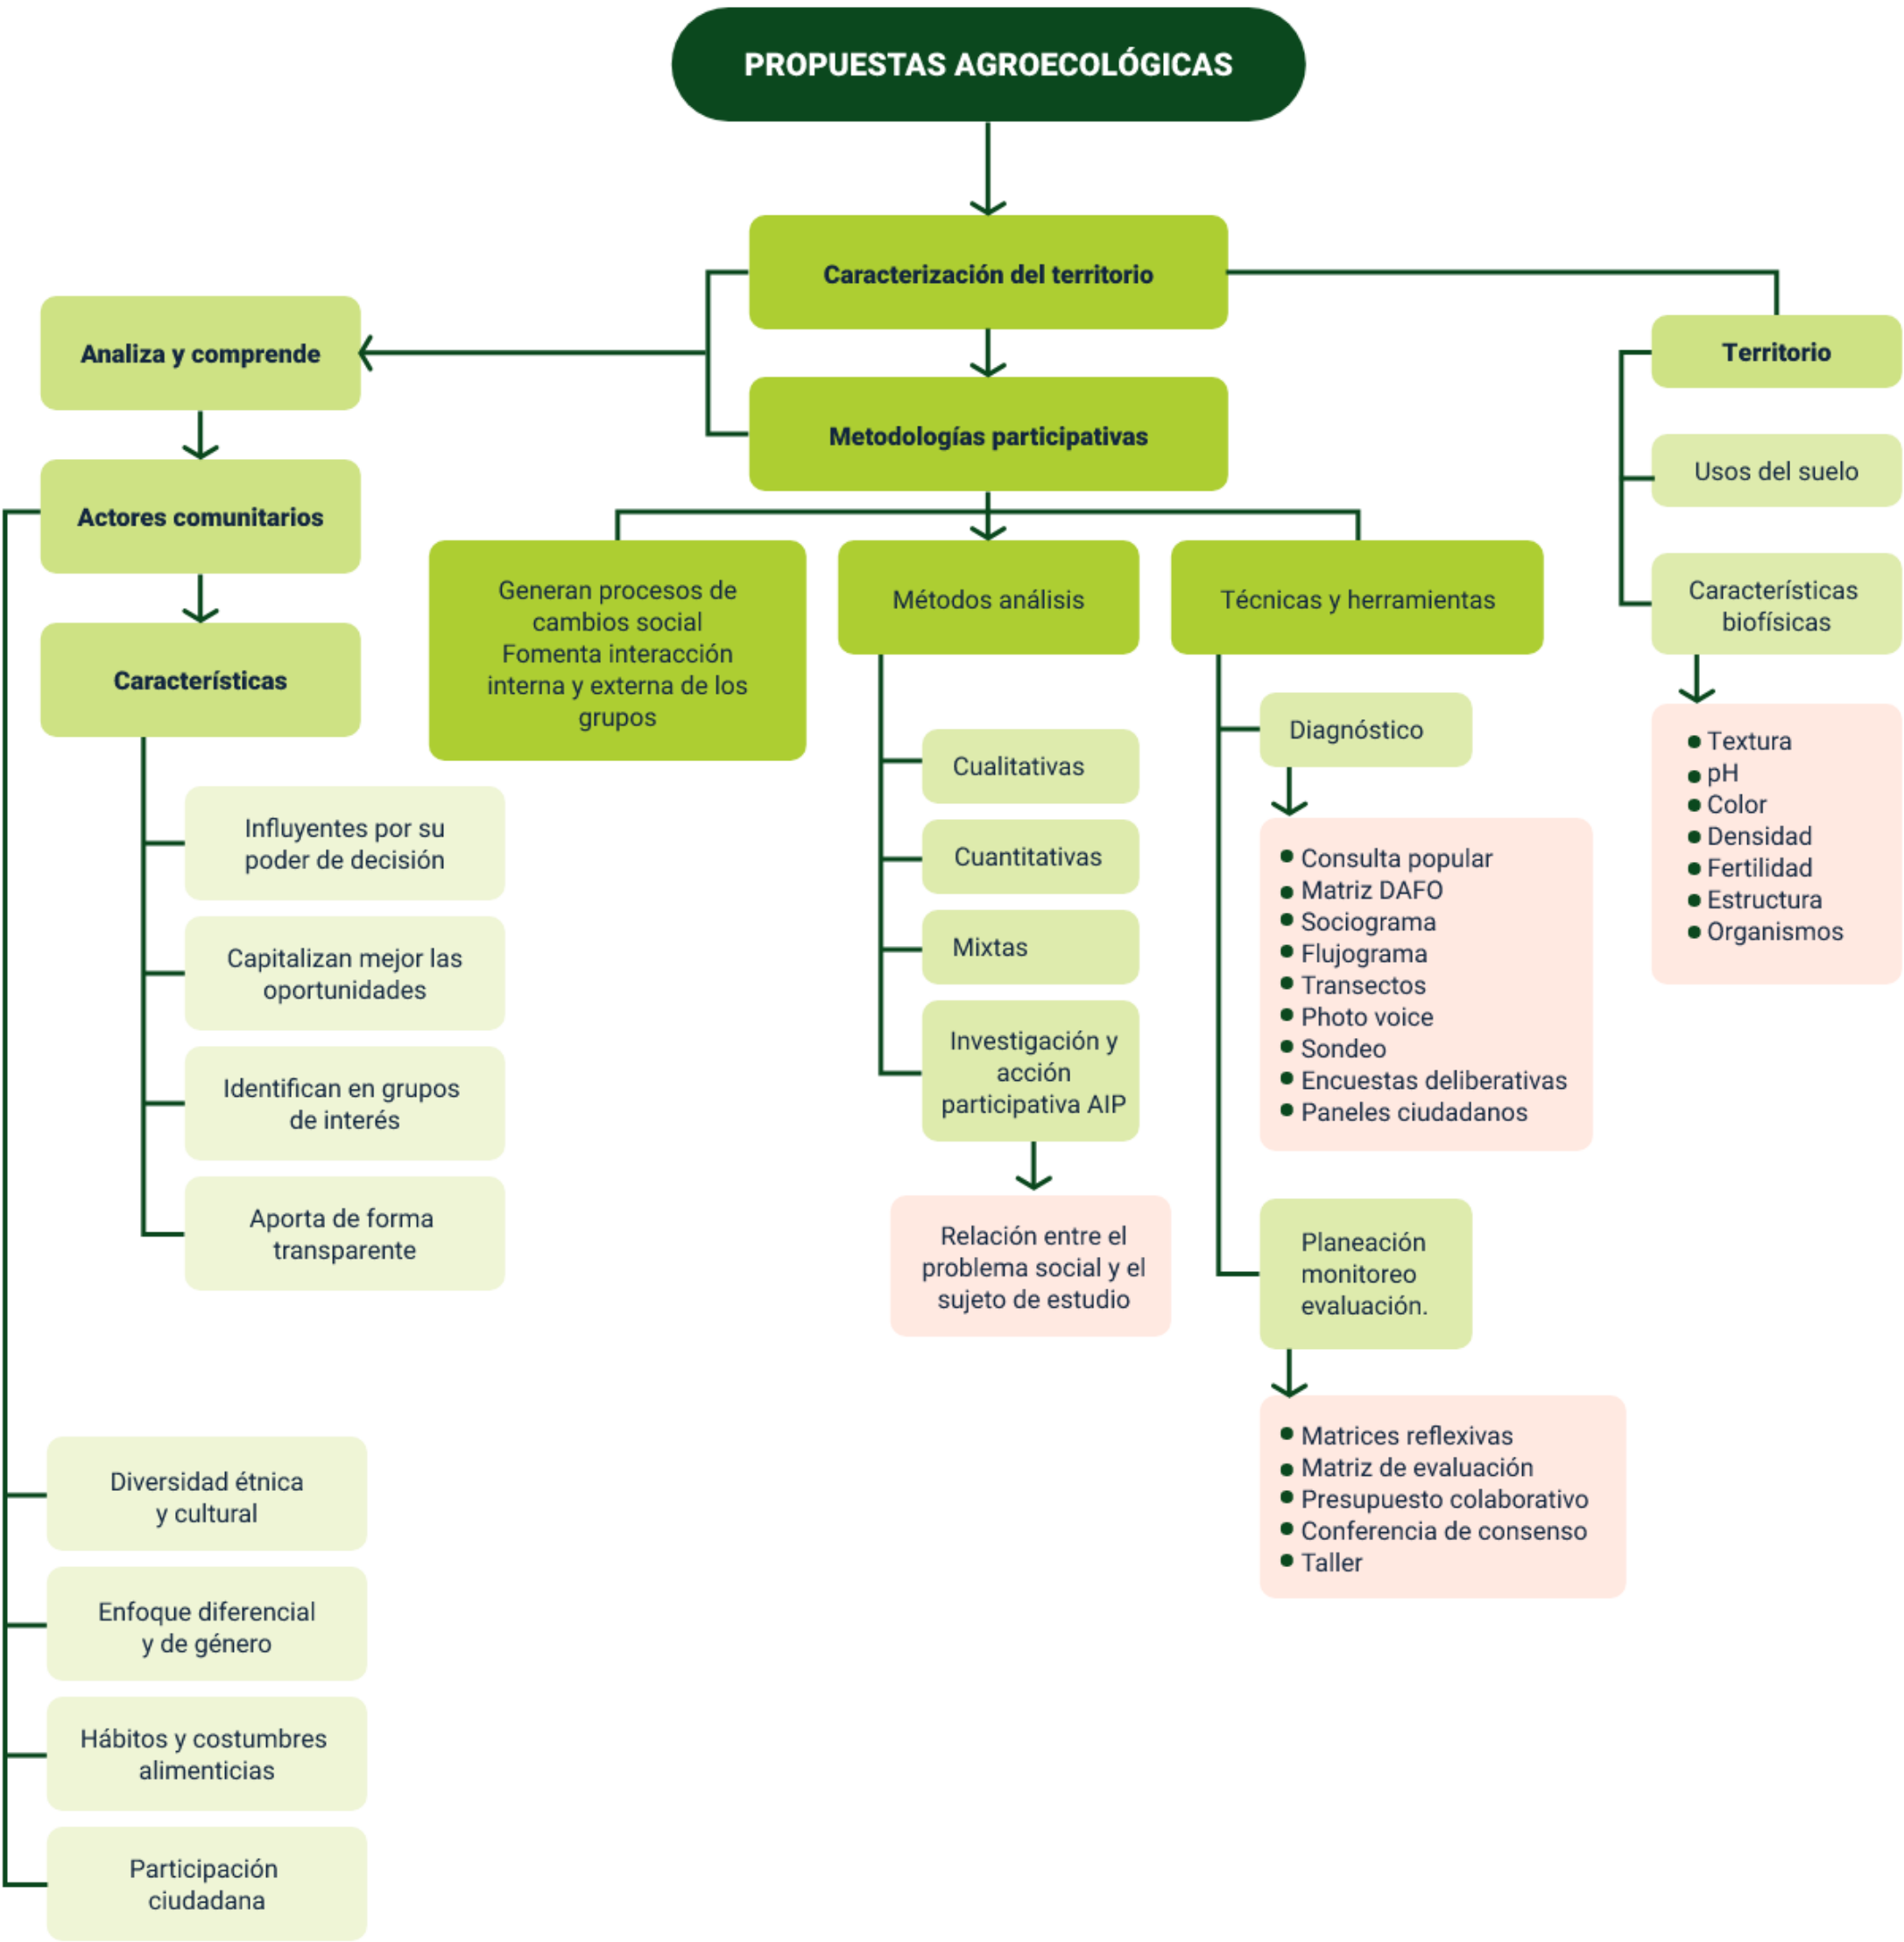 PROPUESTAS AGROECOLÓGICAS
Caracterización del territorio
Metodologías participativas
Analiza y comprende
Actores comunitarios
Características
Influyentes por su
poder de decisión
Capitalizan mejor las
oportunidades
Identifican en grupos
de interés
Aporta de forma
transparente
Diversidad étnica
y cultural
Enfoque diferencial
y de género
Hábitos y costumbres
alimenticias
Participación
ciudadana
Generan procesos de
cambios social
Fomenta interacción
interna y externa de los
grupos
Métodos análisis
Cualitativas
Cuantitativas
Mixtas
Investigación y
acción
participativa AIP
Relación entre el
problema social y el
sujeto de estudio
Técnicas y herramientas
Diagnóstico
Consulta popular
Matriz DAFO
Sociograma
Flujograma
Transectos
Photo voice
Sondeo
Encuestas deliberativas
Paneles ciudadanos
Planeación
monitoreo
evaluación.
Matrices reflexivas
Matriz de evaluación
Presupuesto colaborativo
Conferencia de consenso
Taller
Territorio
Usos del suelo
Características
biofísicas
Textura
pH
Color
Densidad
Fertilidad
Estructura
Organismos